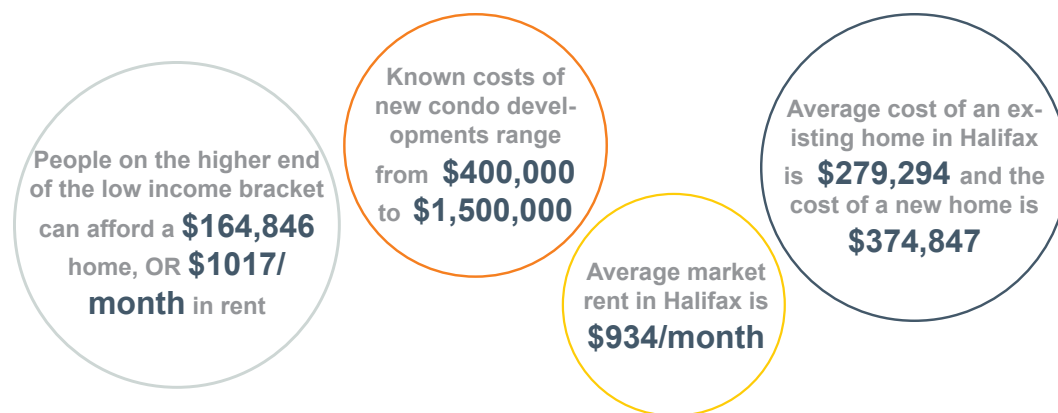 People on the higher end
of the low income bracket
can afford a $164,846
home, OR $1017/
month in rent
Known costs of
new condo devel-
opments range
from $400,000
to $1,500,000
Average market
rent in Halifax is
$934/month
Average cost of an ex-
isting home in Halifax
is $279,294 and the
cost of a new home is
$374,847